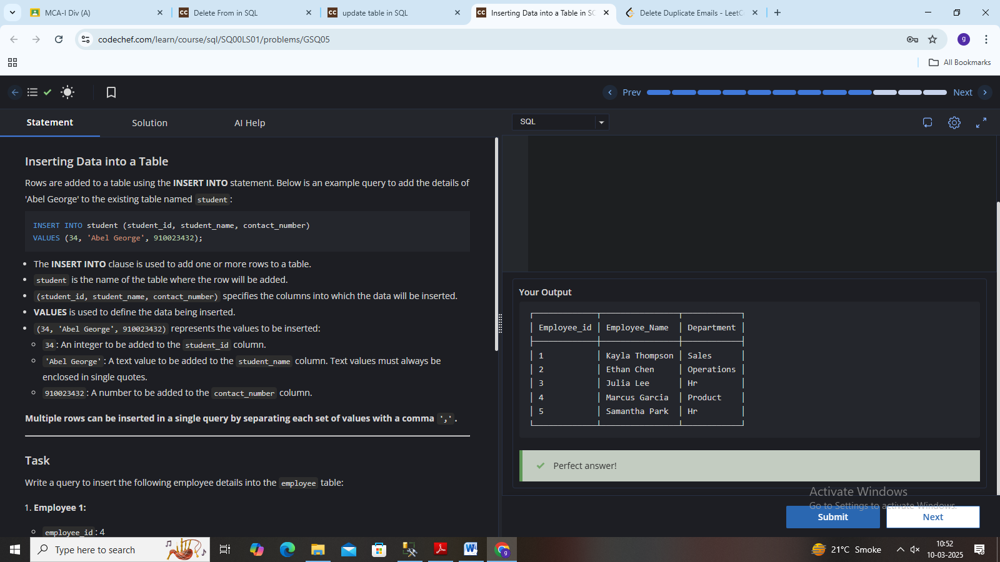 MCA-I Div (A)
Delete From in SQL
update table in SQL
Inserting Data into a Table in SC
Delete Duplicate Emails - LeetC
codechef.com/learn/course/sql/SQ00LS01/problems/GSQ05
g
All Bookmarks
Prev
Next
Statement
Solution
AI Help
SQL
Inserting Data into a Table
Rows are added to a table using the INSERT INTO statement. Below is an example query to add the details of
'Abel George' to the existing table named student:
INSERT INTO student (student_id, student_name, contact_number)
VALUES (34, 'Abel George', 910023432);
The INSERT INTO clause is used to add one or more rows to a table.
student is the name of the table where the row will be added.
(student_id, student_name, contact_number) specifies the columns into which the data will be inserted.
VALUES is used to define the data being inserted.
(34, 'Abel George', 910023432) represents the values to be inserted:
34: An integer to be added to the student_id column.
'Abel George': A text value to be added to the student_name column. Text values must always be
enclosed in single quotes.
910023432: A number to be added to the contact_number column.
Multiple rows can be inserted in a single query by separating each set of values with a comma ','.
Task
Write a query to insert the following employee details into the employee table:
1. Employee 1:
employee_id: 4
Your Output
Employee_id Employee_Name Department
1 Kayla Thompson Sales
2 Ethan Chen Operations
3 Julia Lee Hr
4 Marcus Garcia Product
5 Samantha Park Hr
Perfect answer!
Activate Windows
Go to Settings to activate Windows.
Submit
Next
Type here to search
21°C Smoke
10:52
10-03-2025